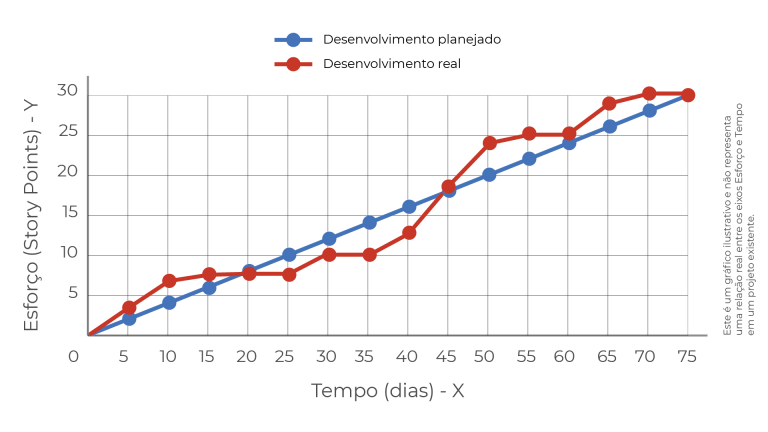 Desenvolvimento planejado
Desenvolvimento real
Esforço (Story Points) - Y
30
25
20
15
10
5
0 5 10 15 20 25 30 35 40 45 50 55 60 65 70 75
Tempo (dias) - X
Este é um gráfico ilustrativo e não representa
uma relação real entre os eixos Esforço e Tempo
em um projeto existente.